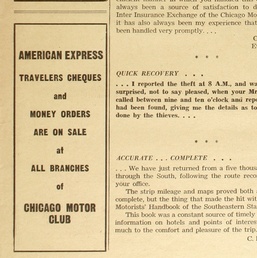 AMERICAN EXPRESS
TRAVELERS CHEQUES
and
MONEY ORDERS
ARE ON SALE
at
ALL BRANCHES
of
CHICAGO MOTOR
CLUB
always been a source of satisfaction to d
Inter Insurance Exchange of the Chicago Mo
it has also always been my experience that
been handled very promptly. . . .
C
E
* * *
QUICK RECOVERY . . .
. . . I reported the theft at 8 A.M., and wa
surprised, not to say pleased, when your Mr
called between nine and ten o'clock and repo
had been found, giving me the details as to
done by the thieves. . . .
* * *
ACCURATE . . . COMPLETE . . .
. . . We have just returned from a five thous
through the South, following the route recom
your office.
The strip mileage and maps proved both
complete, but the thing that made the hit with
Motorists' Handbook of the Southeastern Sta
This book was a constant source of timely
information on hotels and points of interest
much to the comfort and pleasure of the trip.
C. I